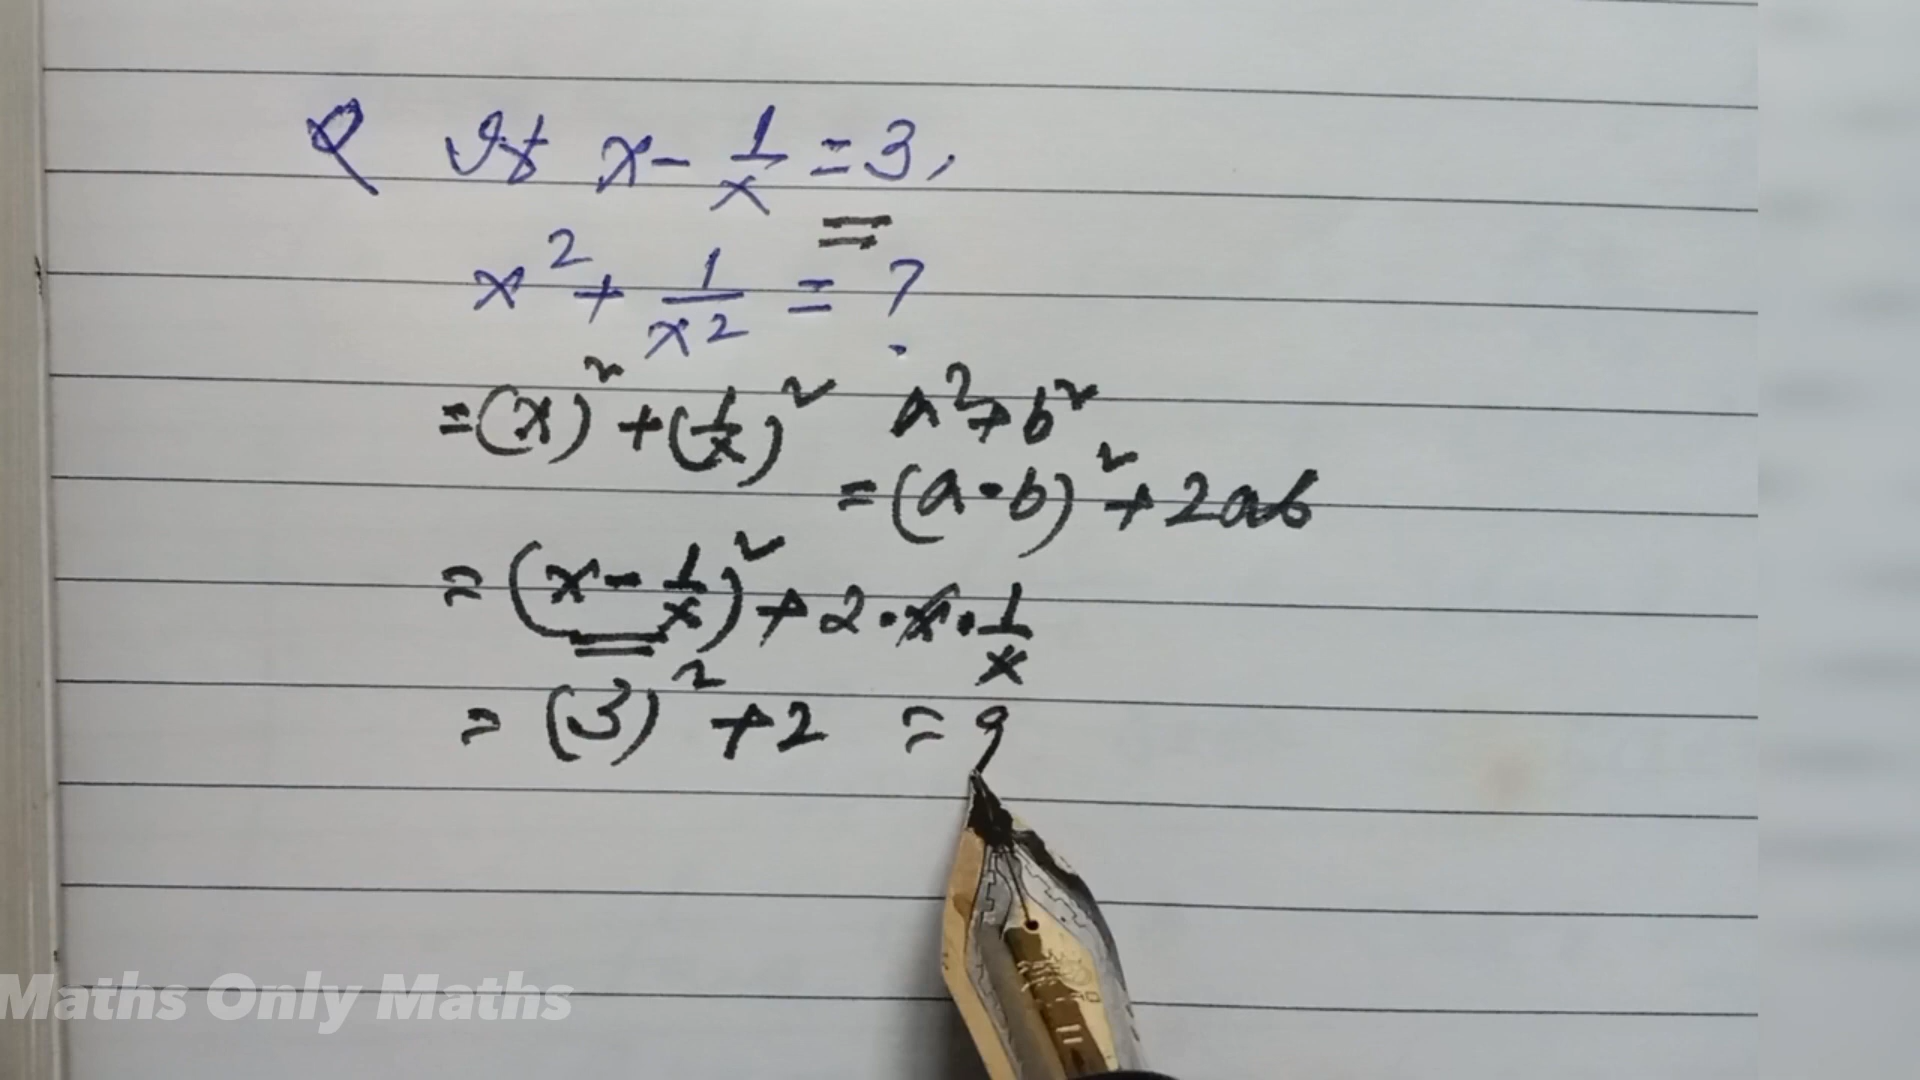 Q If x - 1/x = 3,
x² + 1/x² = ?
= (x)² + (1/x)² a² + b²
= (a - b)² + 2ab
= (x - 1/x)² + 2 · x · 1/x
= (3)² + 2 = 9
Maths Only Maths